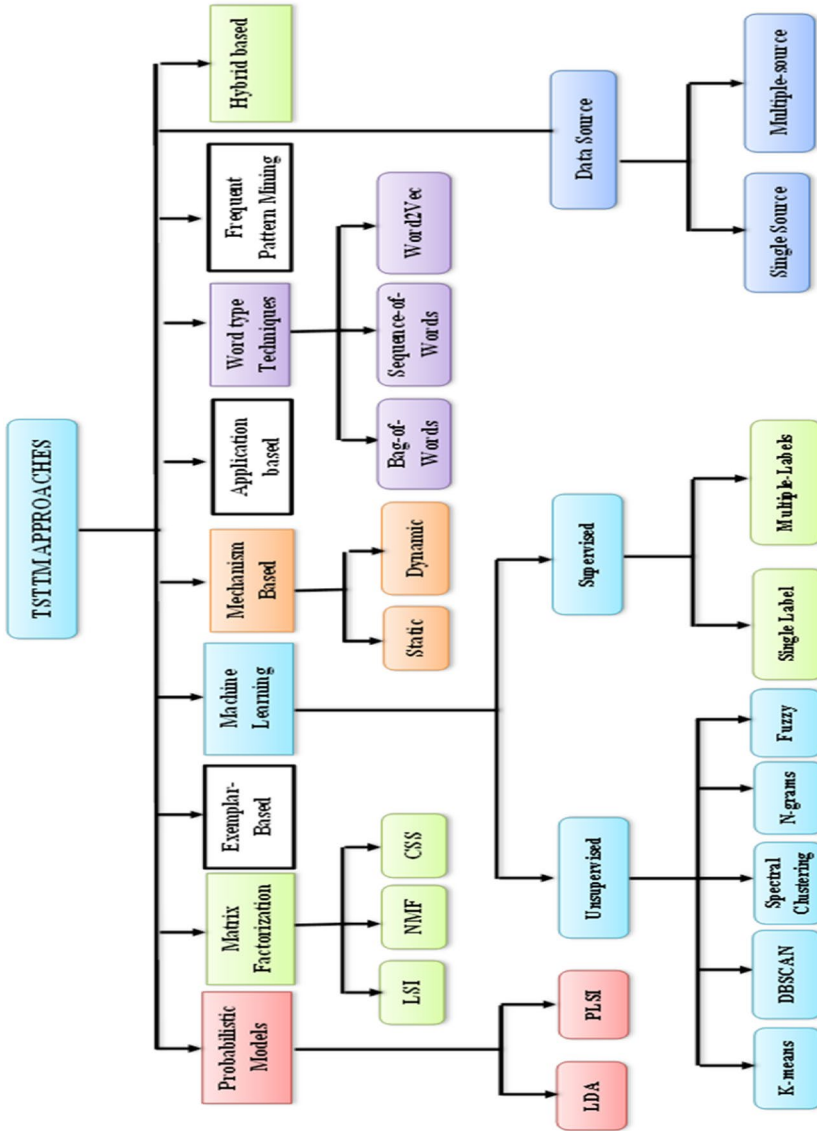 TSTTM APPROACHES
Probabilistic
Models
Matrix
Factorization
Exemplar-
Based
Machine
Learning
Mechanism
Based
Application
based
Word type
Techniques
Frequent
Pattern Mining
Hybrid based
LSI
NMF
CSS
Static
Dynamic
Bag-of-
Words
Sequence-of-
Words
Word2Vec
LDA
PLSI
Unsupervised
Supervised
Data Source
K-means
DBSCAN
Spectral
Clustering
N-grams
Fuzzy
Single Label
Multiple-Labels
Single Source
Multiple-source